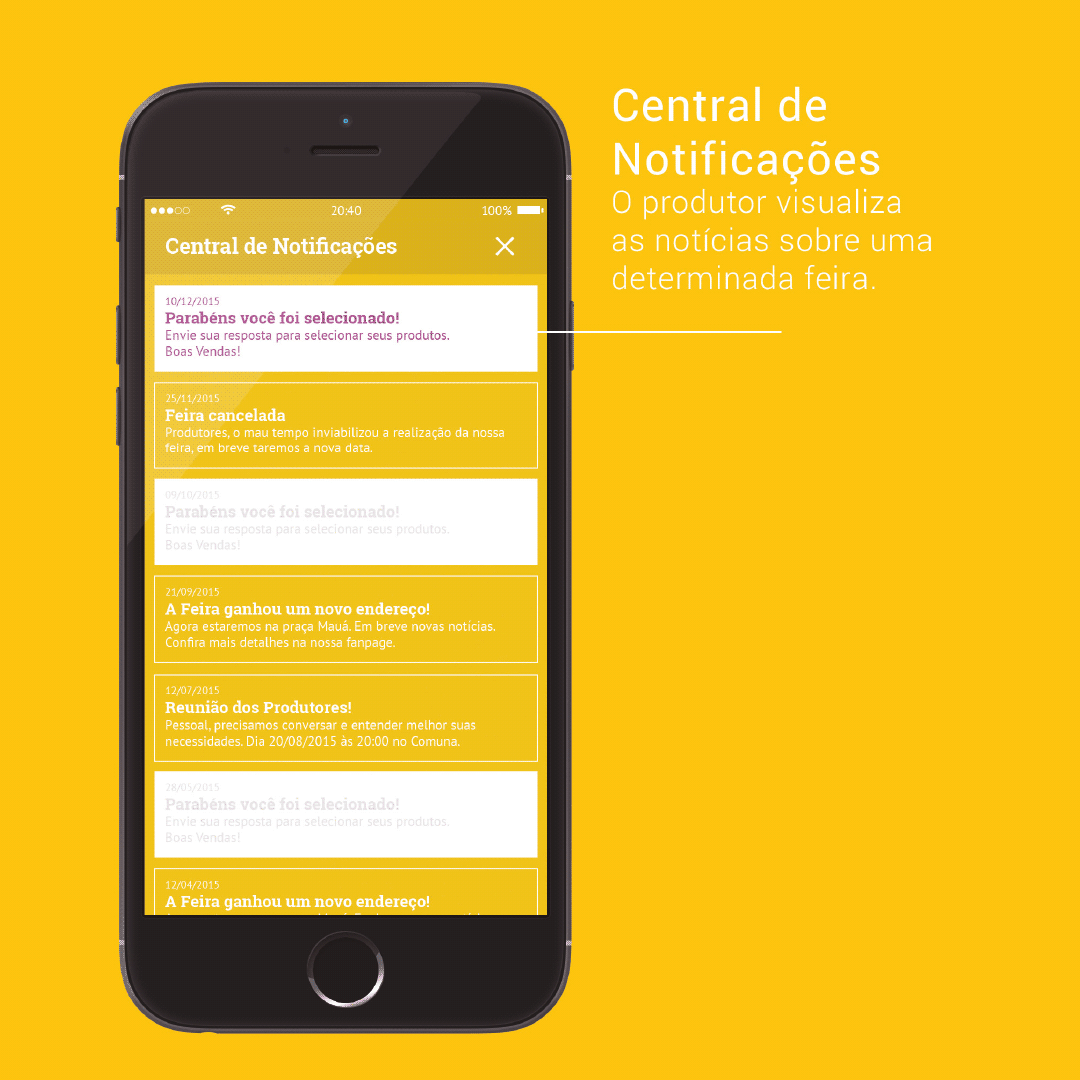 Central de
Notificações
O produtor visualiza
as notícias sobre uma
determinada feira.
20:40
100%
Central de Notificações
10/12/2015
Parabéns você foi selecionado!
Envie sua resposta para selecionar seus produtos.
Boas Vendas!
25/11/2015
Feira cancelada
Produtores, o mau tempo inviabilizou a realização da nossa
feira, em breve taremos a nova data.
09/10/2015
Parabéns você foi selecionado!
Envie sua resposta para selecionar seus produtos.
Boas Vendas!
21/09/2015
A Feira ganhou um novo endereço!
Agora estaremos na praça Mauá. Em breve novas notícias.
Confira mais detalhes na nossa fanpage.
12/07/2015
Reunião dos Produtores!
Pessoal, precisamos conversar e entender melhor suas
necessidades. Dia 20/08/2015 às 20:00 no Comuna.
28/05/2015
Parabéns você foi selecionado!
Envie sua resposta para selecionar seus produtos.
Boas Vendas!
12/04/2015
A Feira ganhou um novo endereço!